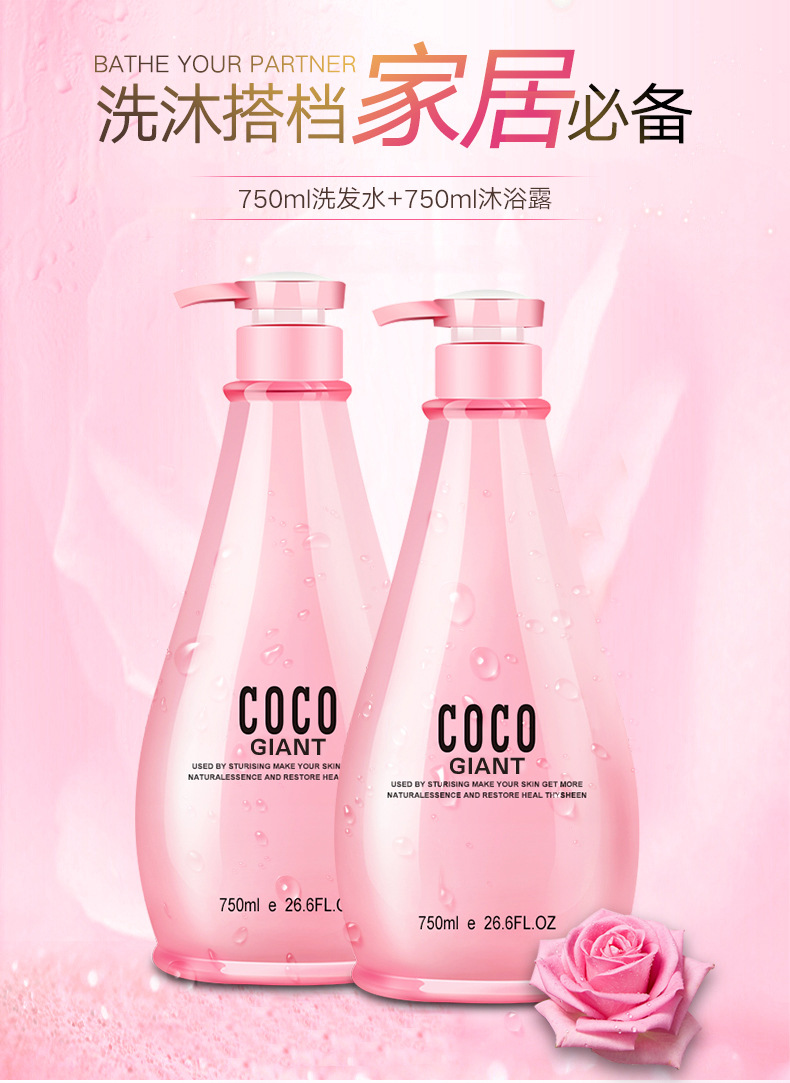 BATHE YOUR PARTNER
洗沐搭档家居必备
750ml洗发水+750ml沐浴露
COCO
GIANT
USED BY STURISING MAKE YOUR SKIN
NATURALESSENCE AND RESTORE
750ml e 26.6FL.
COCO
GIANT
USED BY STURISING MAKE YOUR SKIN GET MORE
NATURALESSENCE AND RESTORE HEAL THYSHEEN
750ml e 26.6FL.OZ